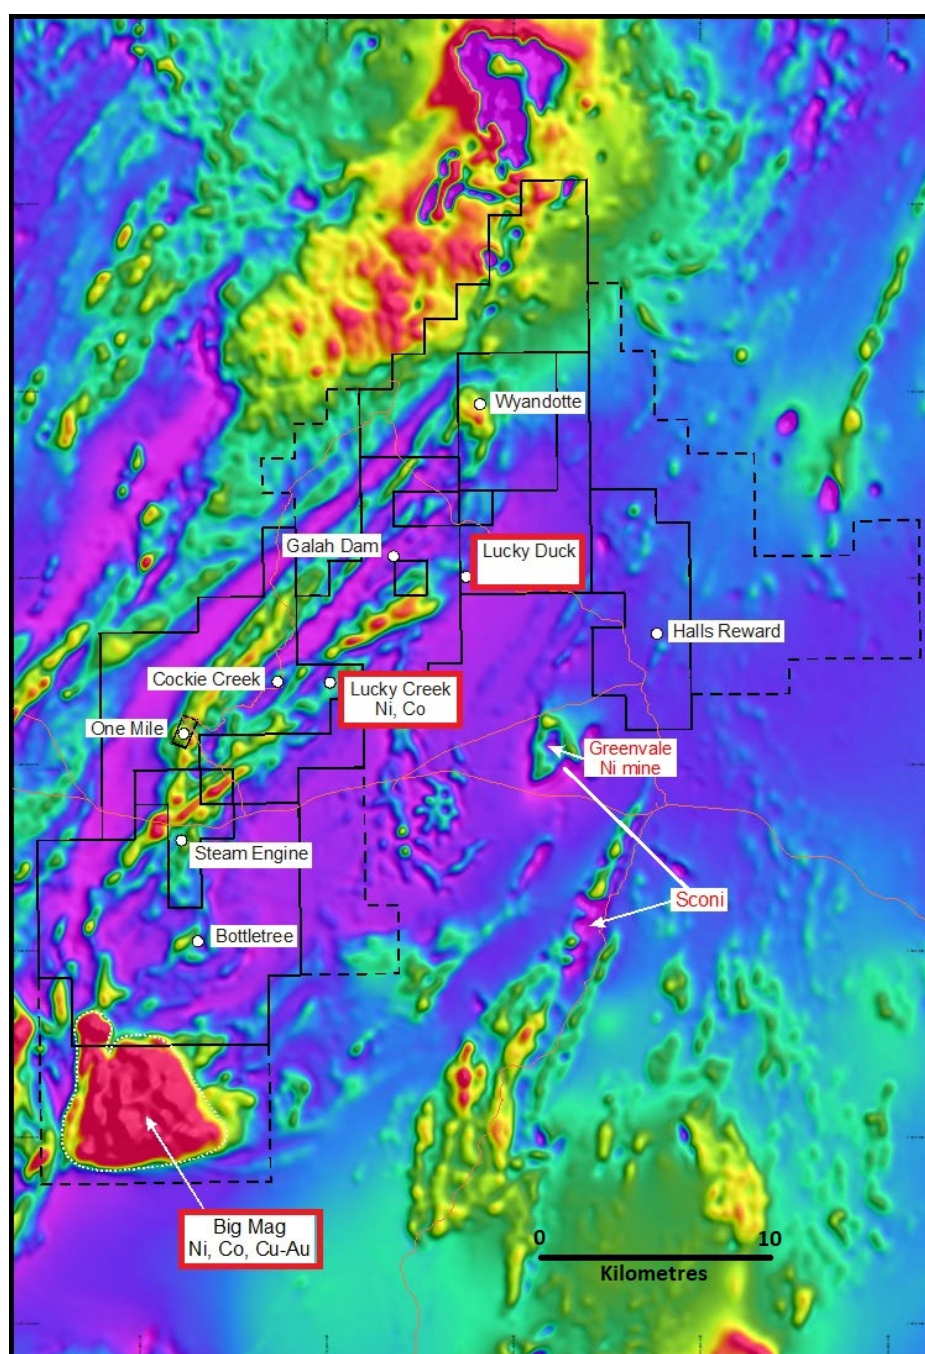 Wyandotte
Galah Dam
Lucky Duck
Halls Reward
Cockie Creek
Lucky Creek
Ni, Co
One Mile
Greenvale
Ni mine
Steam Engine
Sconi
Bottletree
Big Mag
Ni, Co, Cu-Au
0 10
Kilometres